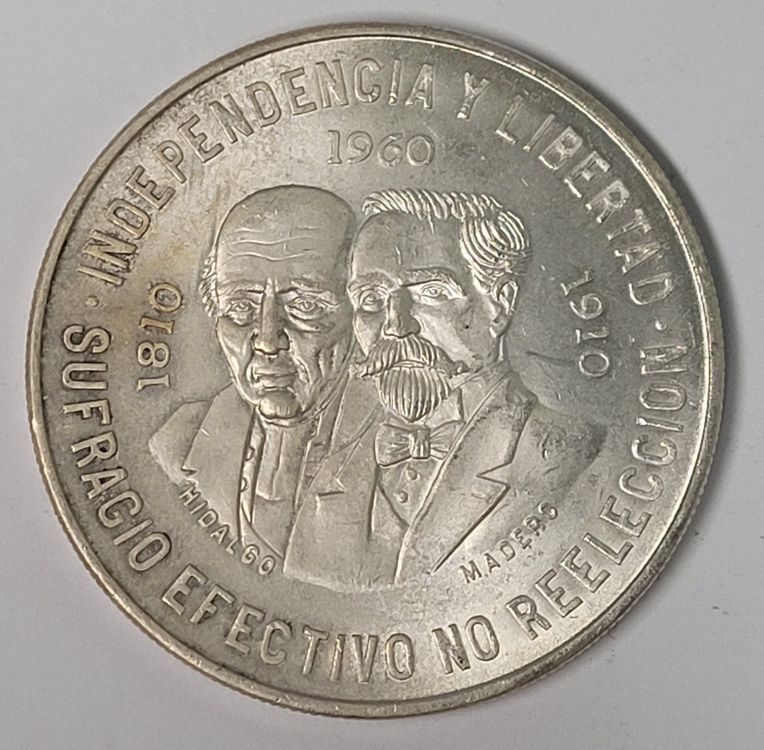 INDEPENDENCIA Y LIBERTAD ·
1960
1810
1910
HIDALGO
MADERO
SUFRAGIO EFECTIVO NO REELECCION ·